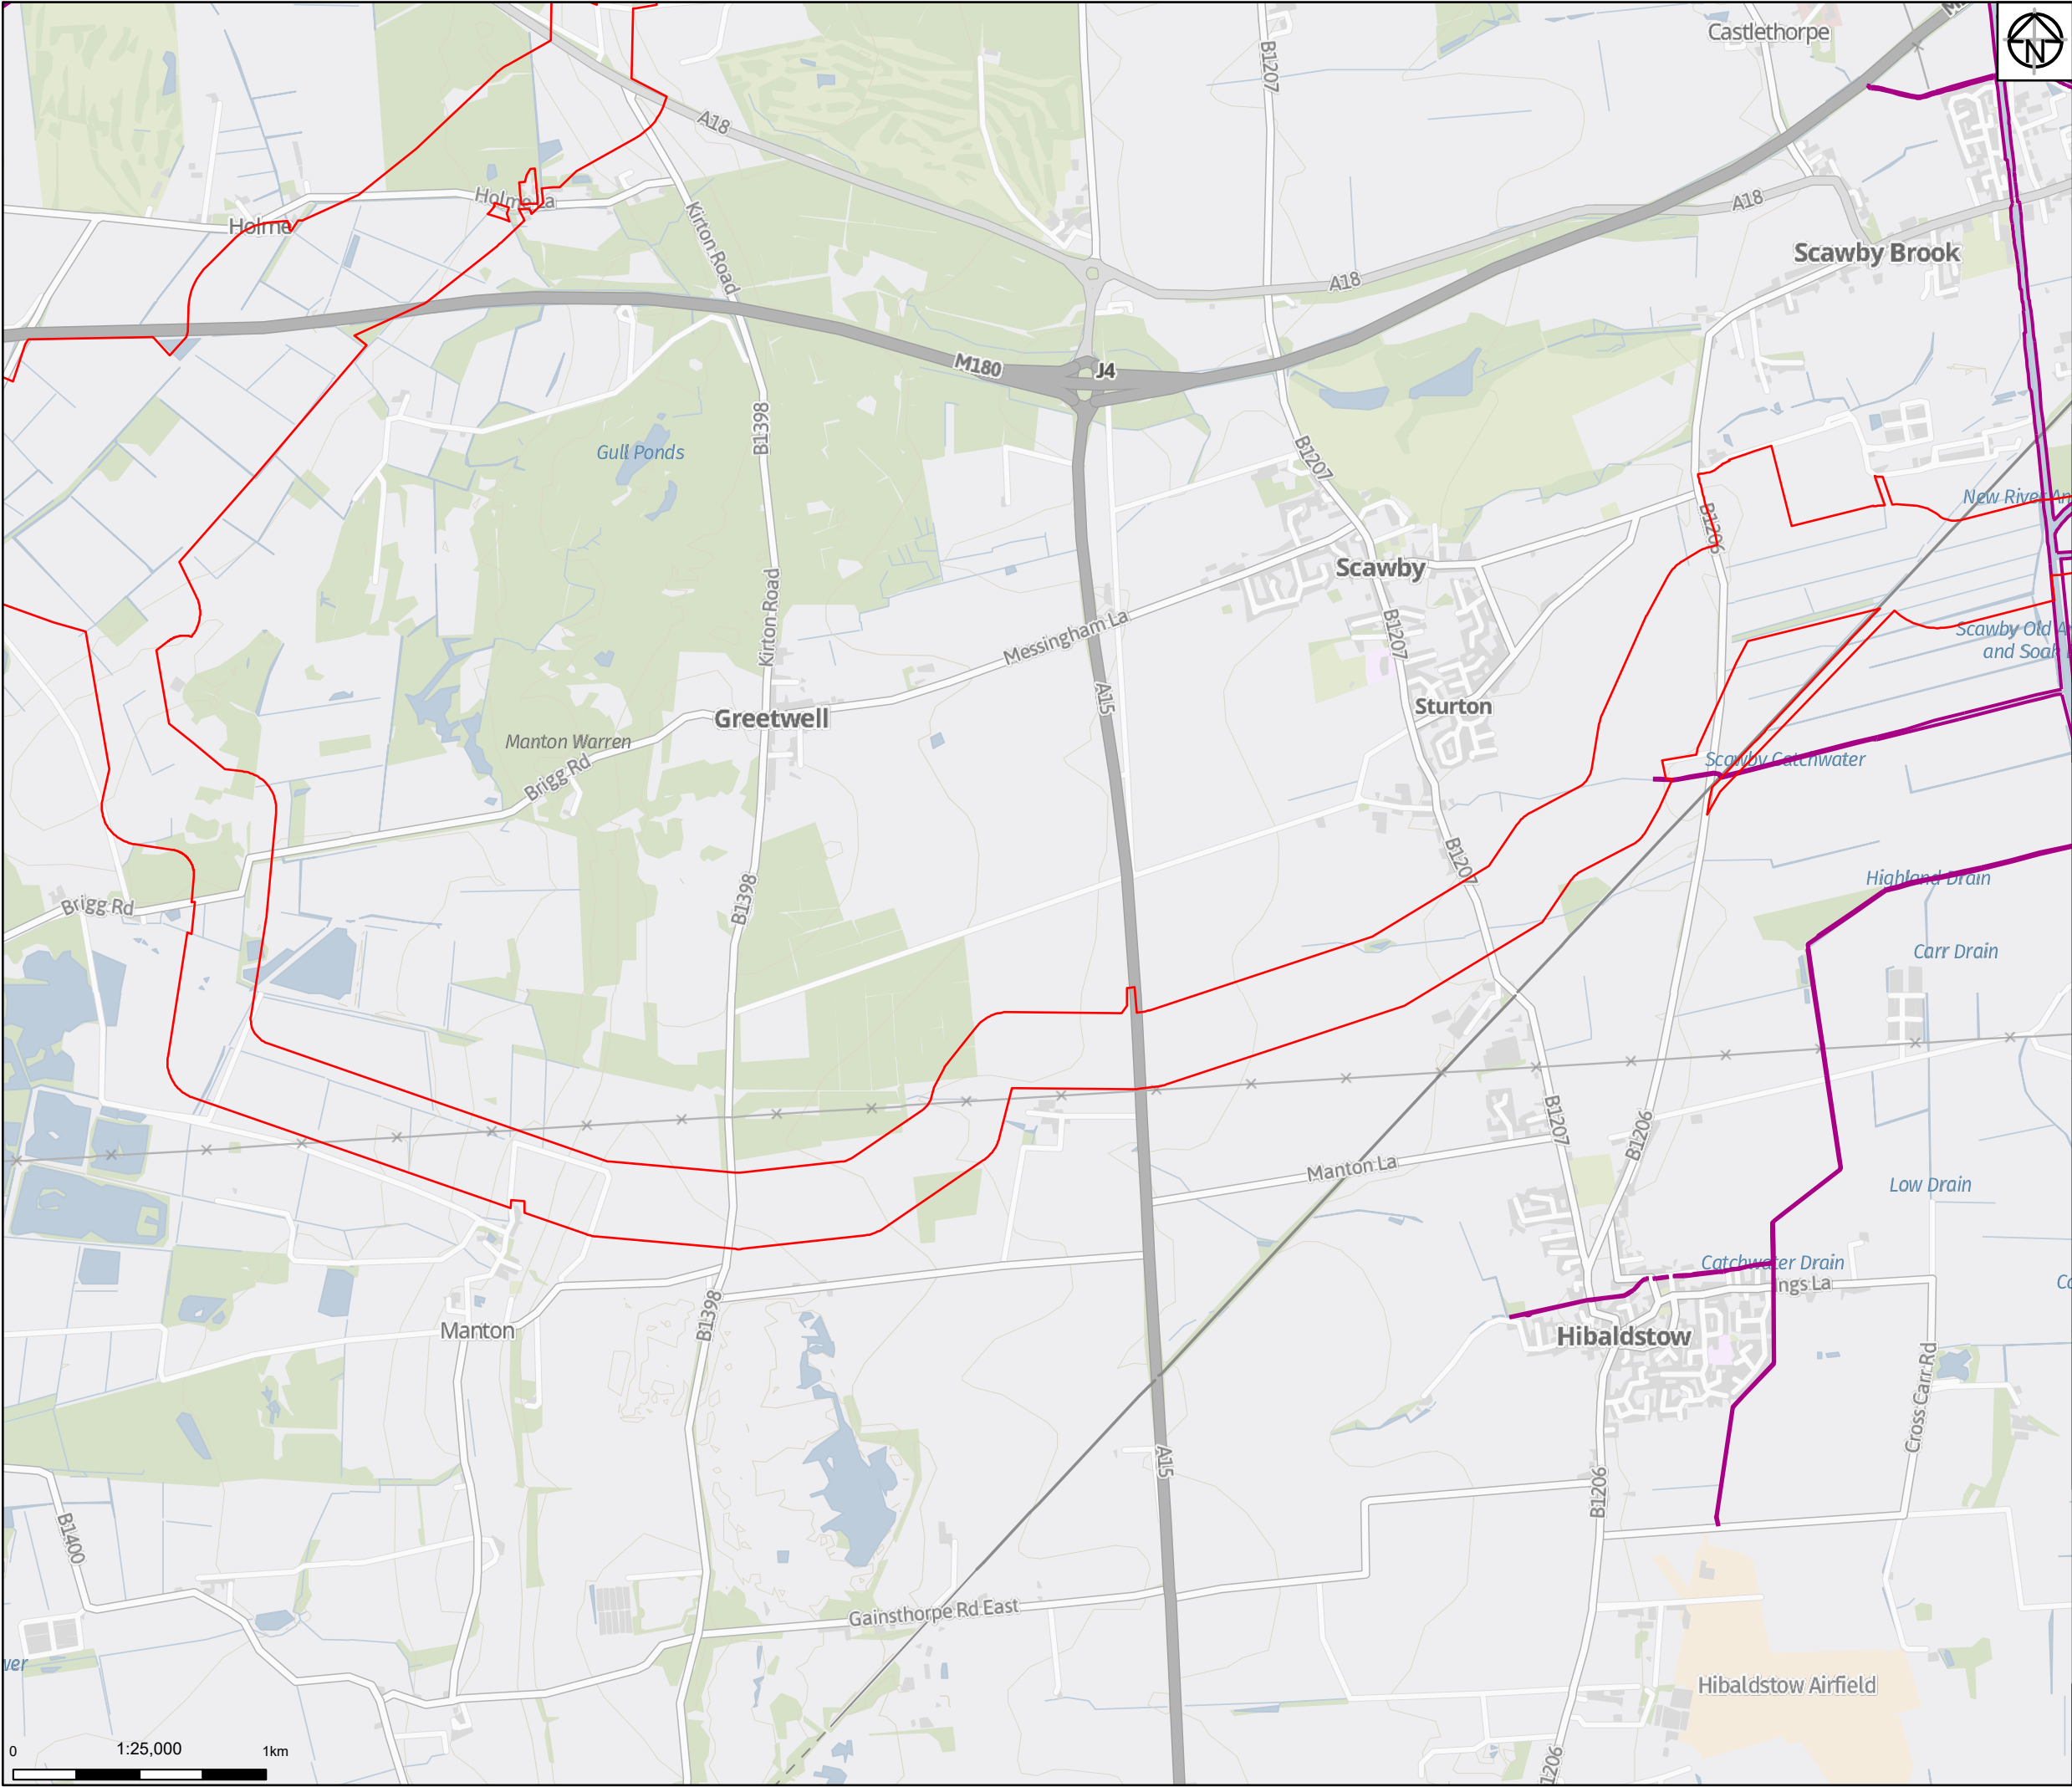 Castlethorpe
N
B1207
A18
Holme La
Holme
A18
Scawby Brook
Kirton Road
A18
M180
J4
B1398
Gull Ponds
B1207
B1206
Scawby
Kirton Road
B1207
Messingham La
Scawby Old A
and Soak
A15
Sturton
Greetwell
Manton Warren
Brigg Rd
Scawby Catchwater
B1207
Highland Drain
B1398
Brigg Rd
Carr Drain
B1207
B1206
Manton La
Low Drain
Catchwater Drain
ngs La
B1398
Manton
Hibaldstow
Cross Carr Rd
A15
B1206
B1400
Gainsthorpe Rd East
Hibaldstow Airfield
0 1:25,000 1km
1206